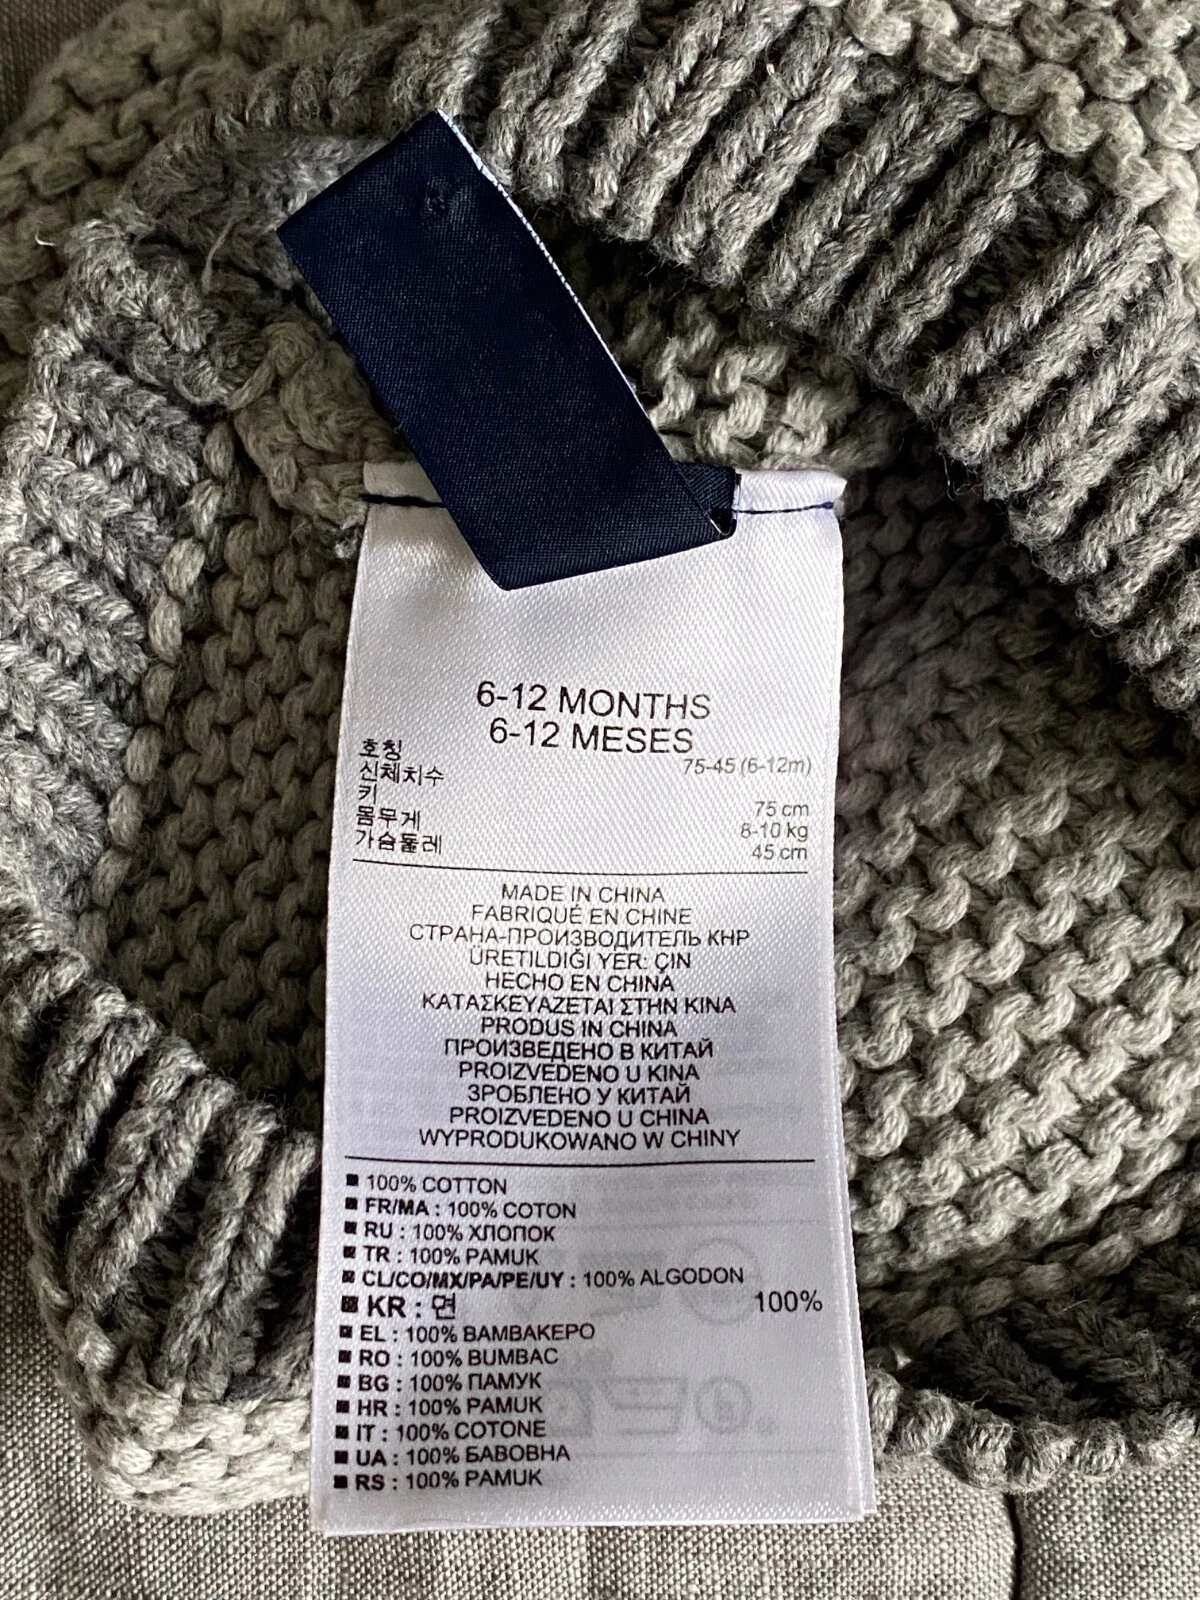 6-12 MONTHS
6-12 MESES
호칭 75-45 (6-12m)
신체치수
키 75 cm
몸무게 8-10 kg
가슴둘레 45 cm
MADE IN CHINA
FABRIQUÉ EN CHINE
СТРАНА-ПРОИЗВОДИТЕЛЬ КНР
ÜRETILDIĞI YER: ÇIN
HECHO EN CHINA
ΚΑΤΑΣΚΕΥΑΖΕΤΑΙ ΣΤΗΝ ΚΙΝΑ
PRODUS IN CHINA
ПРОИЗВЕДЕНО В КИТАЙ
PROIZVEDENO U KINA
ЗРОБЛЕНО У КИТАЙ
PROIZVEDENO U CHINA
WYPRODUKOWANO W CHINY
■ 100% COTTON
■ FR/MA : 100% COTON
■ RU : 100% ХЛОПОК
■ TR : 100% PAMUK
■ CL/CO/MX/PA/PE/UY : 100% ALGODON
■ KR : 면 100%
■ EL : 100% ΒΑΜΒΑΚΕΡΟ
■ RO : 100% BUMBAC
■ BG : 100% ПАМУК
■ HR : 100% PAMUK
■ IT : 100% COTONE
■ UA : 100% БАВОВНА
■ RS : 100% PAMUK